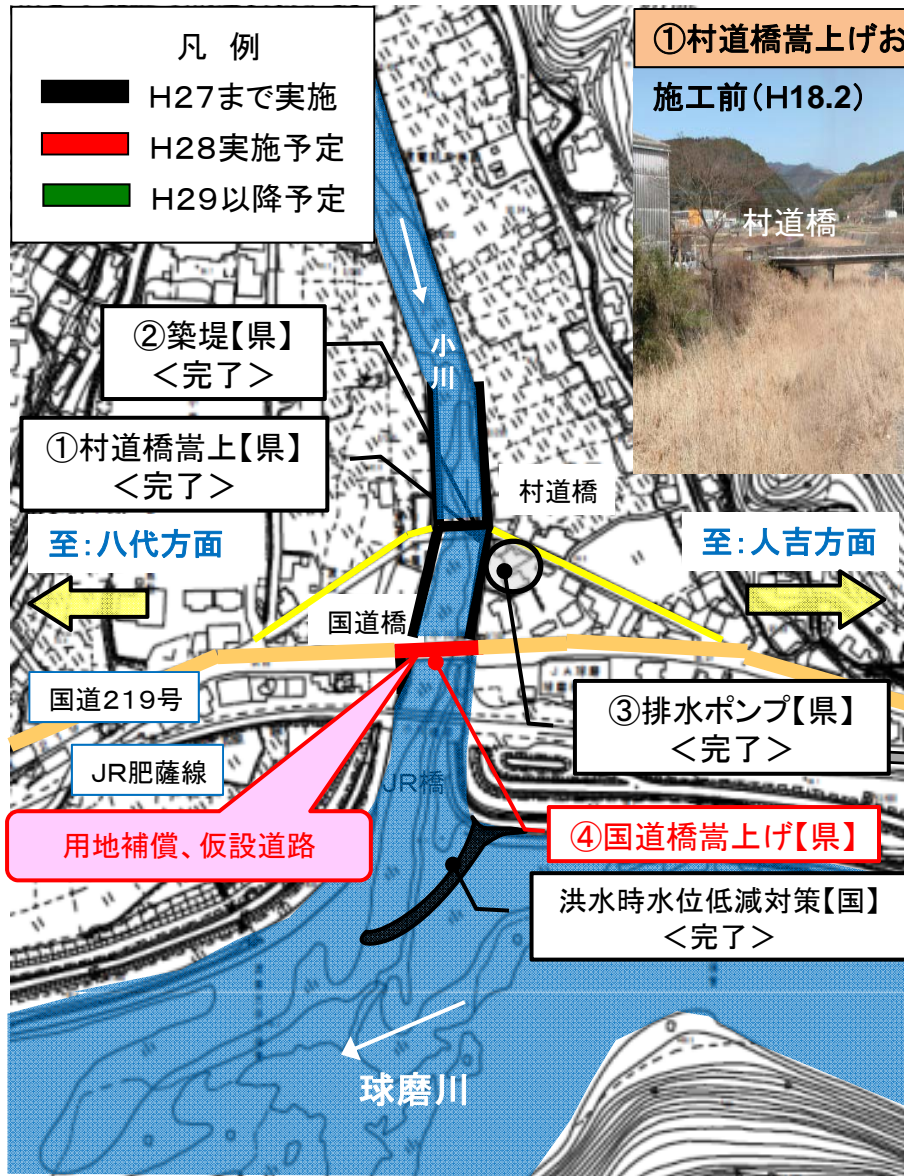 凡 例
H27まで実施
H28実施予定
H29以降予定
①村道橋嵩上げお
施工前(H18.2)
村道橋
②築堤【県】
<完了>
小川
①村道橋嵩上【県】
<完了>
村道橋
至:八代方面
至:人吉方面
国道橋
国道219号
③排水ポンプ【県】
<完了>
JR肥薩線
JR橋
用地補償、仮設道路
④国道橋嵩上げ【県】
洪水時水位低減対策【国】
<完了>
球磨川